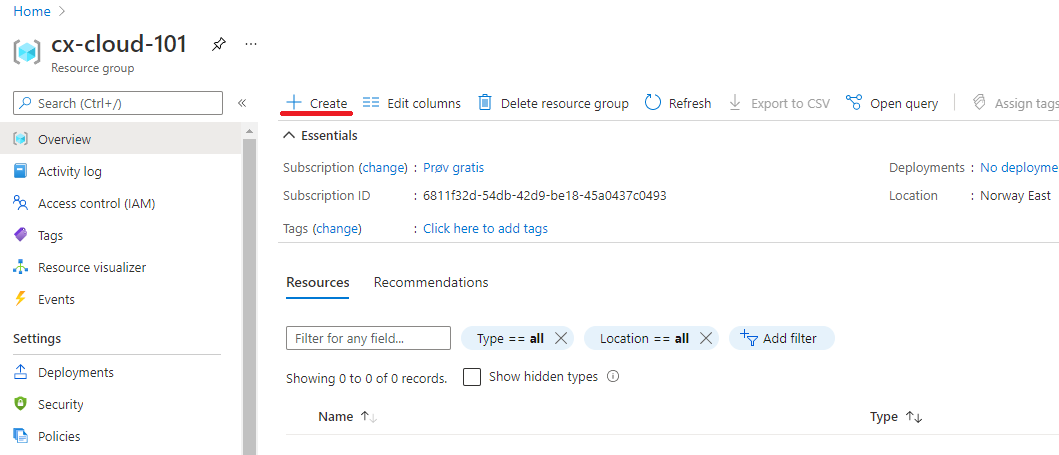 Home
cx-cloud-101
Resource group
Search (Ctrl+/)
Overview
Activity log
Access control (IAM)
Tags
Resource visualizer
Events
Settings
Deployments
Security
Policies
Create Edit columns Delete resource group Refresh Export to CSV Open query Assign tags
Essentials
Subscription (change) : Prøv gratis Deployments : No deployme
Subscription ID : 6811f32d-54db-42d9-be18-45a0437c0493 Location : Norway East
Tags (change) : Click here to add tags
Resources Recommendations
Filter for any field... Type == all Location == all Add filter
Showing 0 to 0 of 0 records. Show hidden types
Name Type